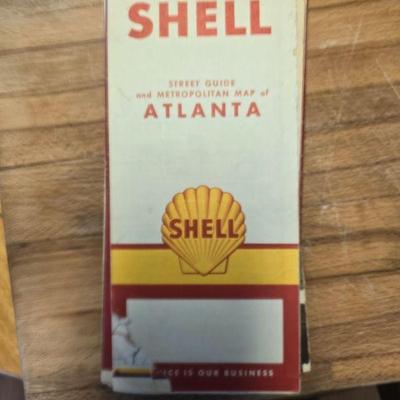 SHELL
STREET GUIDE
and METROPOLITAN MAP of
ATLANTA
SHELL
IS OUR BUSINESS